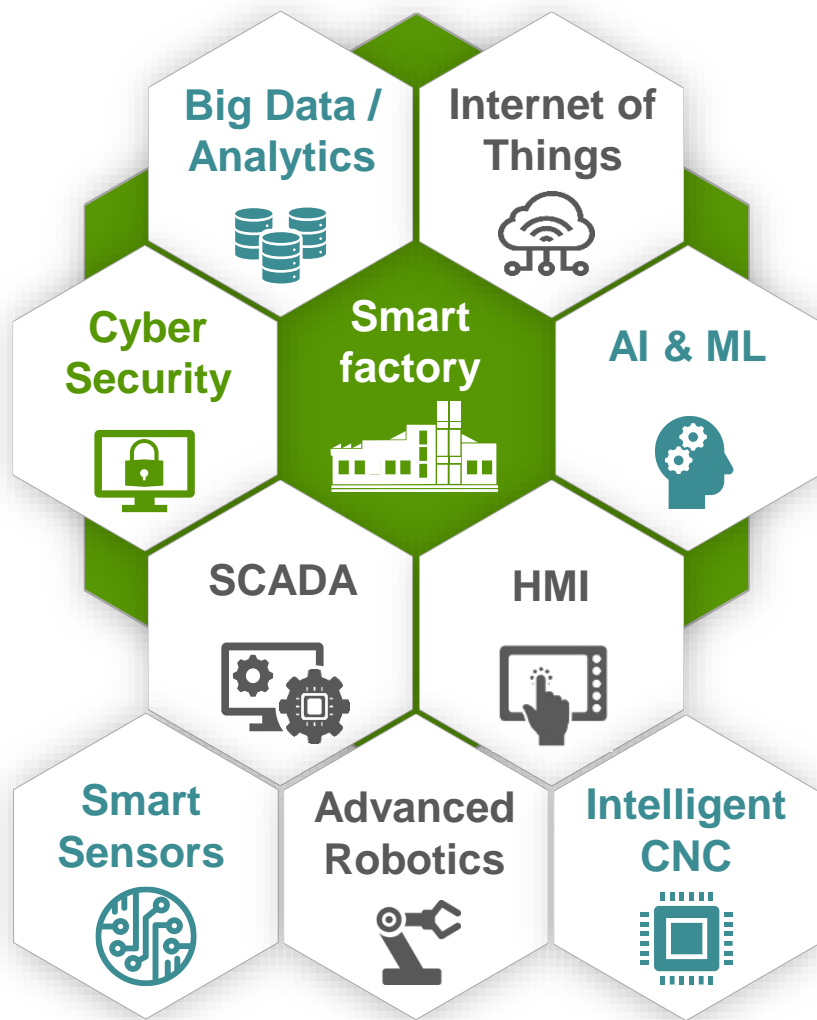 Big Data /
Analytics
Internet of
Things
Cyber
Security
Smart
factory
AI & ML
SCADA
HMI
Smart
Sensors
Advanced
Robotics
Intelligent
CNC